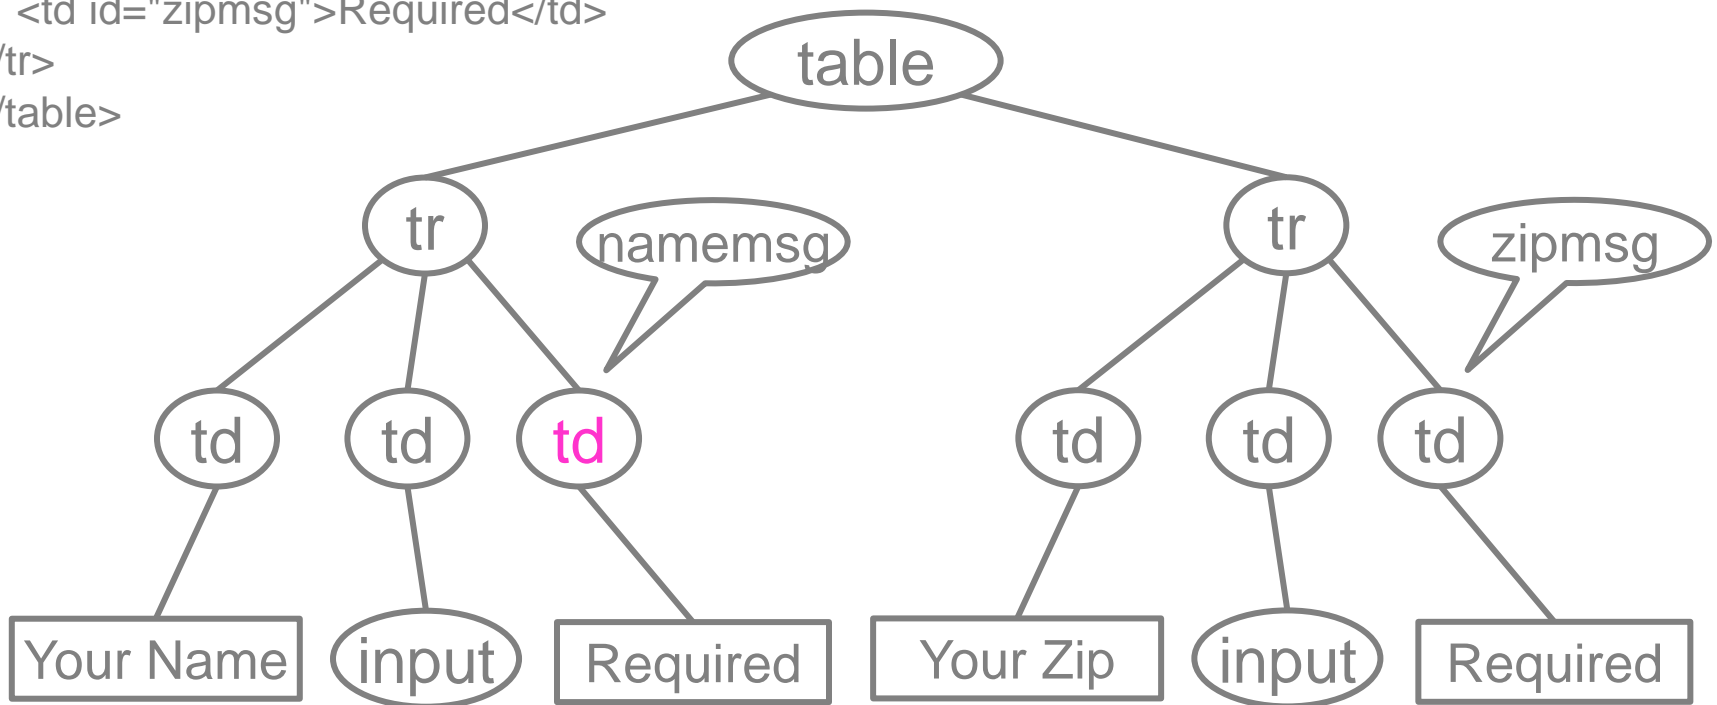 <td id="zipmsg">Required</td>
/tr>
/table>
table
tr
namemsg
tr
zipmsg
td
td
td
td
td
td
Your Name
input
Required
Your Zip
input
Required